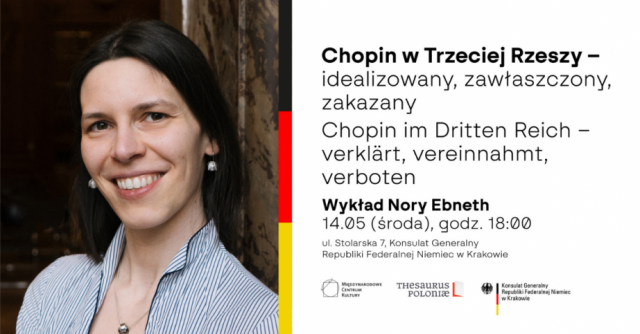 Chopin w Trzeciej Rzeszy –
idealizowany, zawłaszczony,
zakazany
Chopin im Dritten Reich –
verklärt, vereinnahmt,
verboten
Wykład Nory Ebneth
14.05 (środa), godz. 18:00
ul. Stolarska 7, Konsulat Generalny
Republiki Federalnej Niemiec w Krakowie
MIĘDZYNARODOWE
CENTRUM
KULTURY
THESAURUS
POLONIÆ
Konsulat Generalny
Republiki Federalnej Niemiec
w Krakowie